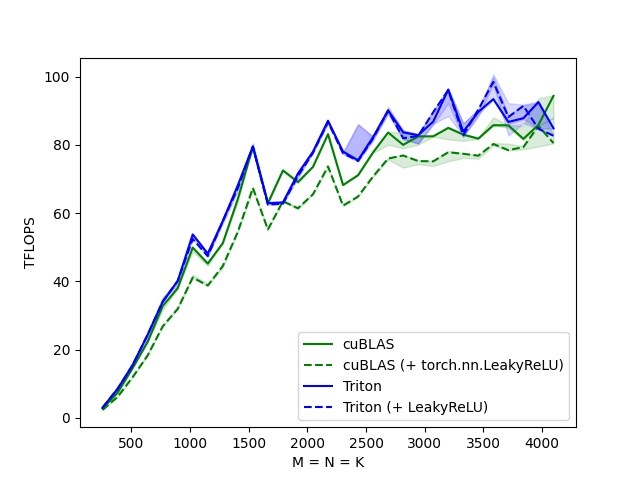 100
80
60
40
20
0
TFLOPS
cuBLAS
cuBLAS (+ torch.nn.LeakyReLU)
Triton
Triton (+ LeakyReLU)
500 1000 1500 2000 2500 3000 3500 4000
M = N = K